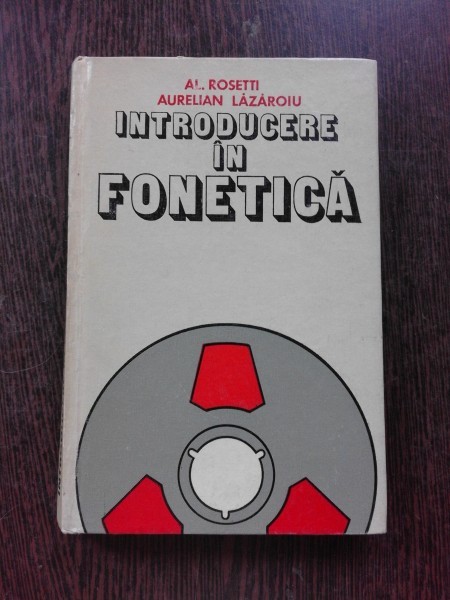 AL. ROSETTI
AURELIAN LĂZĂROIU
INTRODUCERE
ÎN
FONETICĂ